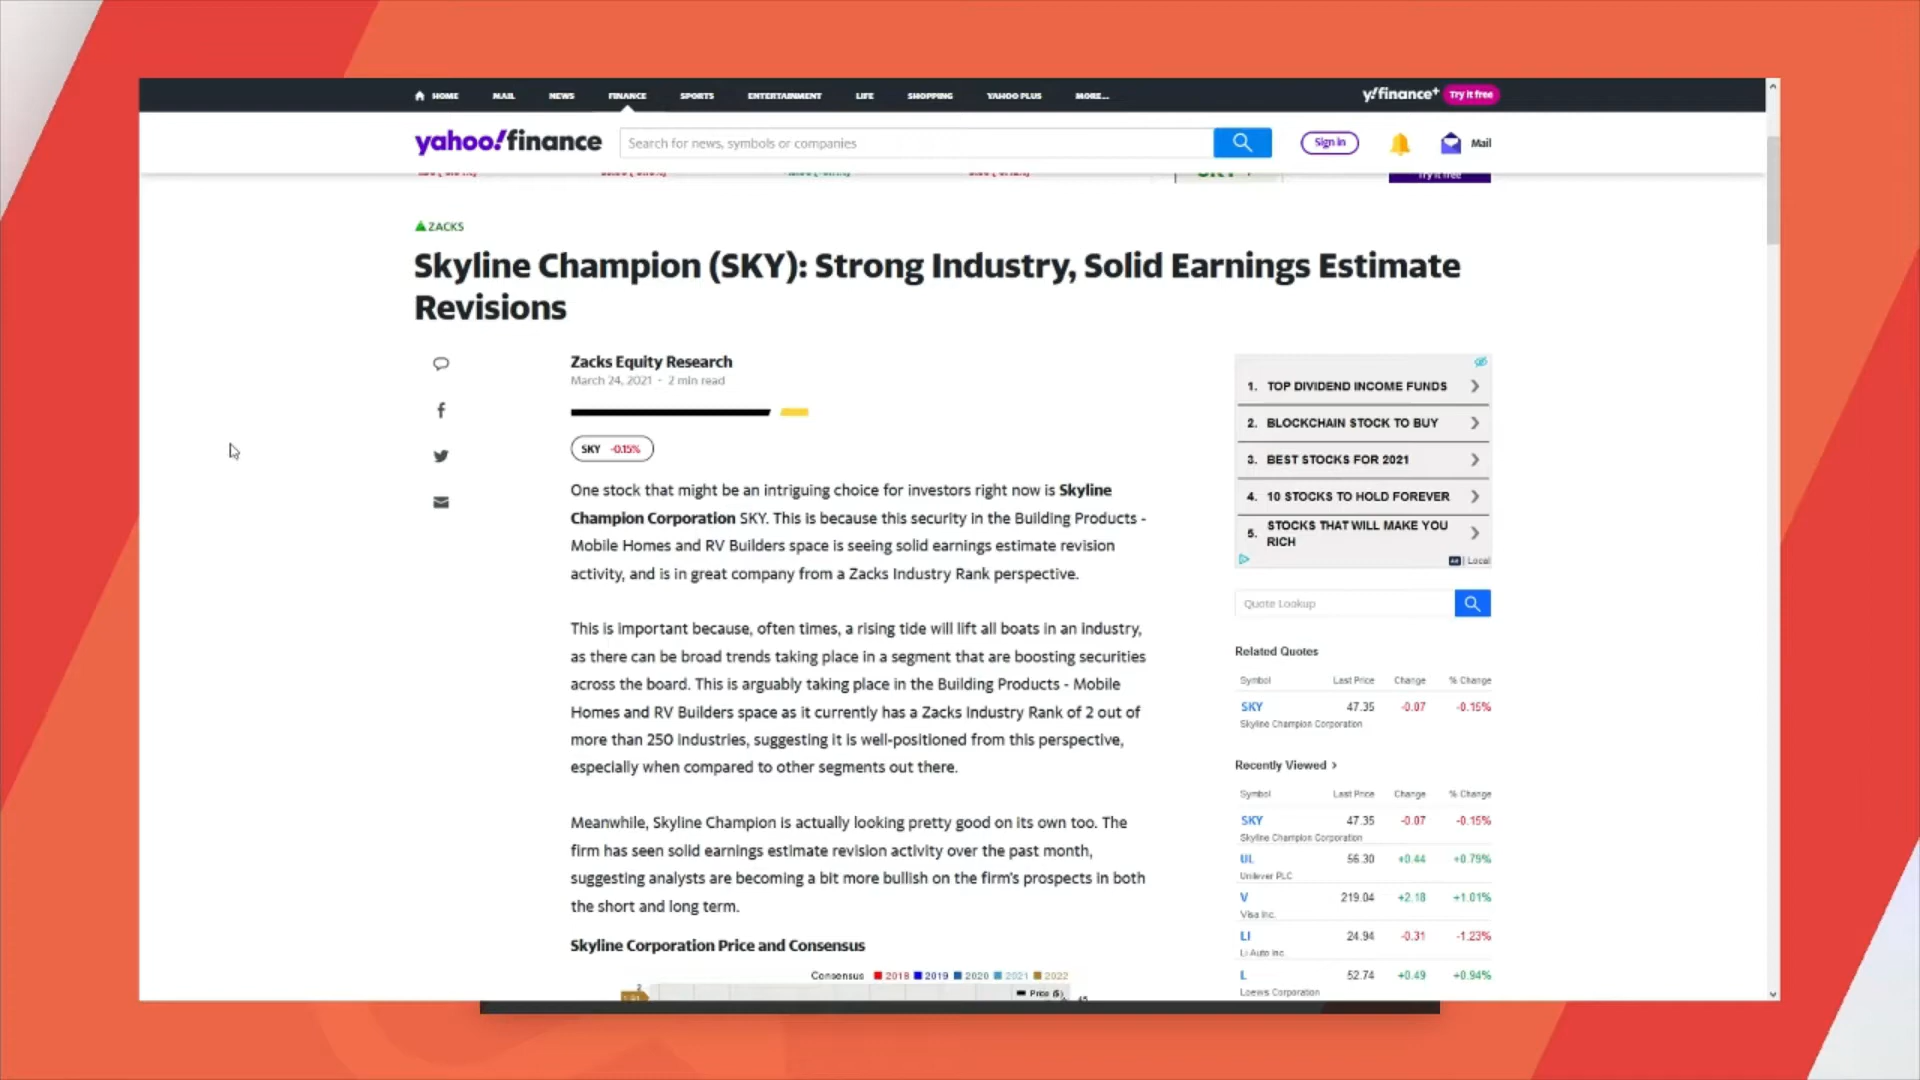 HOME MAIL NEWS FINANCE SPORTS ENTERTAINMENT LIFE SHOPPING YAHOO PLUS MORE...
y!finance+ Try it free
yahoo!finance Search for news, symbols or companies Sign in Mail
Try it free
ZACKS
Skyline Champion (SKY): Strong Industry, Solid Earnings Estimate
Revisions
Zacks Equity Research
March 24, 2021 · 2 min read
SKY -0.15%
One stock that might be an intriguing choice for investors right now is Skyline
Champion Corporation SKY. This is because this security in the Building Products -
Mobile Homes and RV Builders space is seeing solid earnings estimate revision
activity, and is in great company from a Zacks Industry Rank perspective.
This is important because, often times, a rising tide will lift all boats in an industry,
as there can be broad trends taking place in a segment that are boosting securities
across the board. This is arguably taking place in the Building Products - Mobile
Homes and RV Builders space as it currently has a Zacks Industry Rank of 2 out of
more than 250 industries, suggesting it is well-positioned from this perspective,
especially when compared to other segments out there.
Meanwhile, Skyline Champion is actually looking pretty good on its own too. The
firm has seen solid earnings estimate revision activity over the past month,
suggesting analysts are becoming a bit more bullish on the firm's prospects in both
the short and long term.
Skyline Corporation Price and Consensus
Consensus 2018 2019 2020 2021 2022
2
Price ($)
45
1. TOP DIVIDEND INCOME FUNDS
2. BLOCKCHAIN STOCK TO BUY
3. BEST STOCKS FOR 2021
4. 10 STOCKS TO HOLD FOREVER
5. STOCKS THAT WILL MAKE YOU
RICH
Ad | Local
Quote Lookup
Related Quotes
Symbol Last Price Change % Change
SKY 47.35 -0.07 -0.15%
Skyline Champion Corporation
Recently Viewed >
Symbol Last Price Change % Change
SKY 47.35 -0.07 -0.15%
Skyline Champion Corporation
UL 56.30 +0.44 +0.79%
Unilever PLC
V 219.04 +2.18 +1.01%
Visa Inc.
LI 24.94 -0.31 -1.23%
Li Auto Inc.
L 52.74 +0.49 +0.94%
Loews Corporation